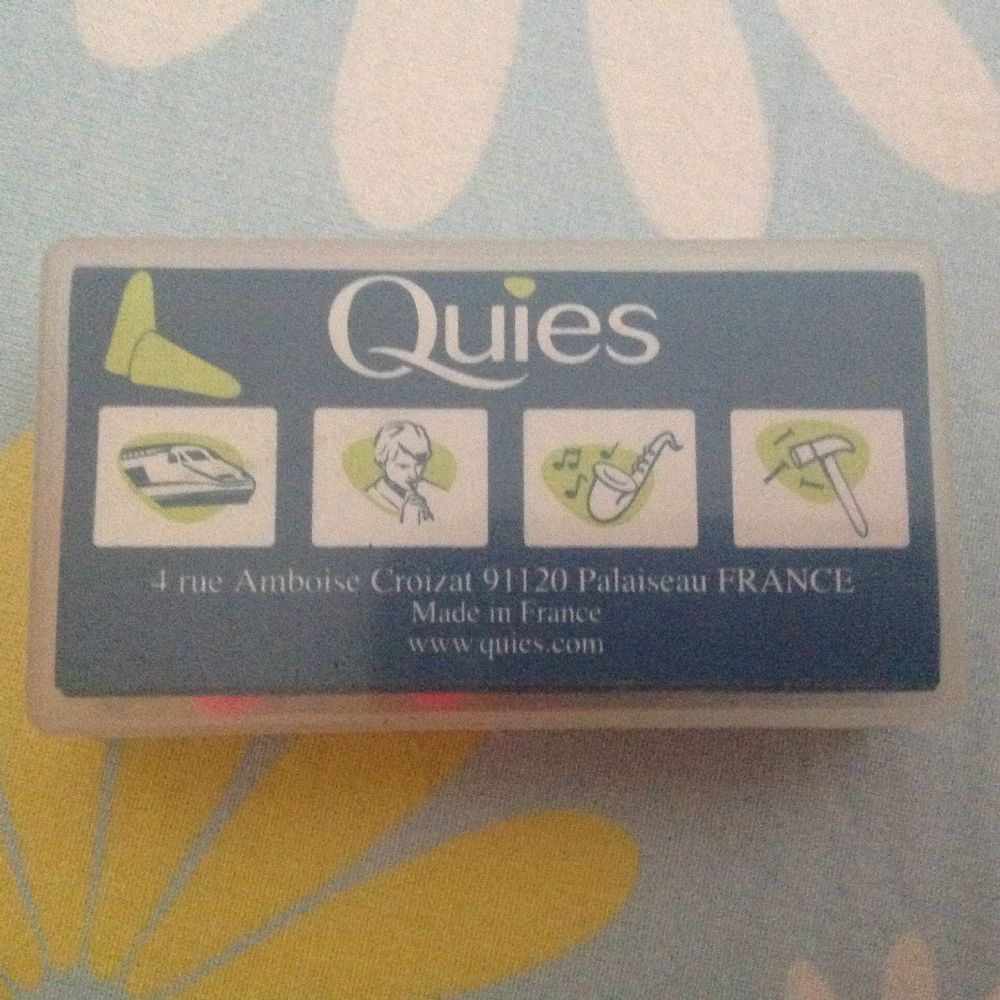 Quies
4 rue Amboise Croizat 91120 Palaiseau FRANCE
Made in France
www.quies.com